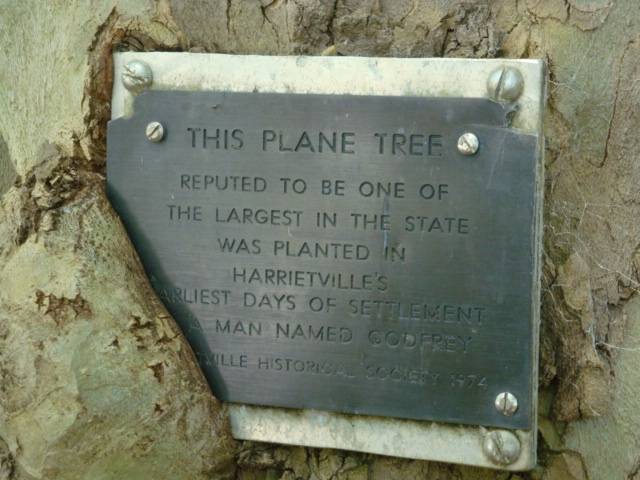 THIS PLANE TREE
REPUTED TO BE ONE OF
THE LARGEST IN THE STATE
WAS PLANTED IN
HARRIETVILLE'S
ARLIEST DAYS OF SETTLEMENT
A MAN NAMED GODFREY
TVILLE HISTORICAL SOCIETY 1974